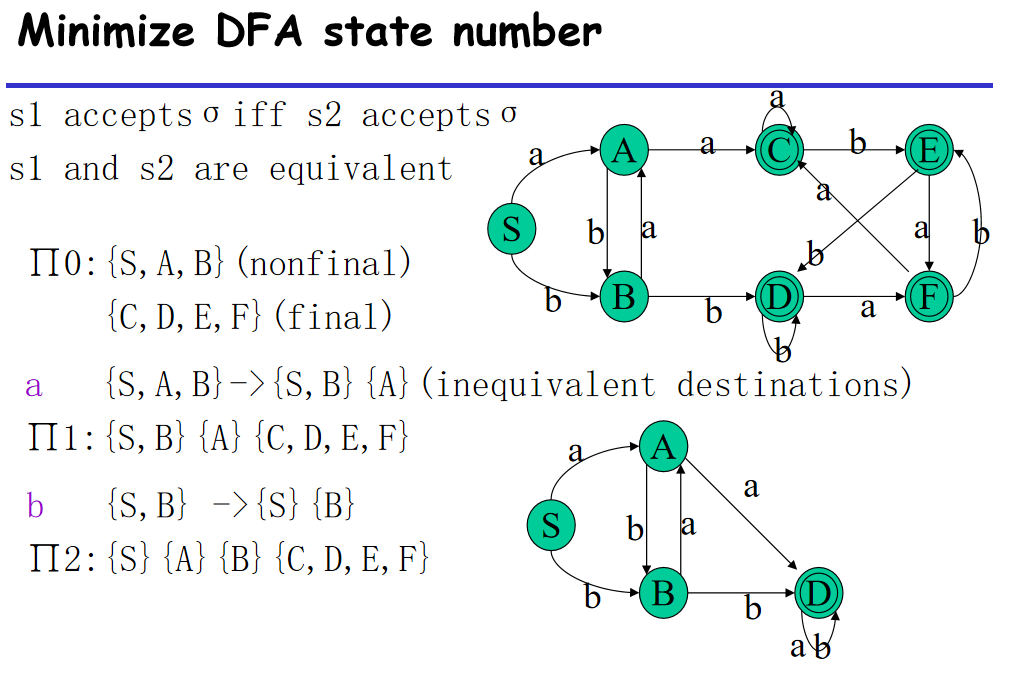 Minimize DFA state number
s1 accepts σ iff s2 accepts σ
s1 and s2 are equivalent
Π0: {S, A, B} (nonfinal)
{C, D, E, F} (final)
a {S, A, B}->{S, B} {A} (inequivalent destinations)
Π1: {S, B} {A} {C, D, E, F}
b {S, B} ->{S} {B}
Π2: {S} {A} {B} {C, D, E, F}
a
a A a C b E
S b a a b a b
b B b D a F
b
a A a
S b a
b B b D
a b